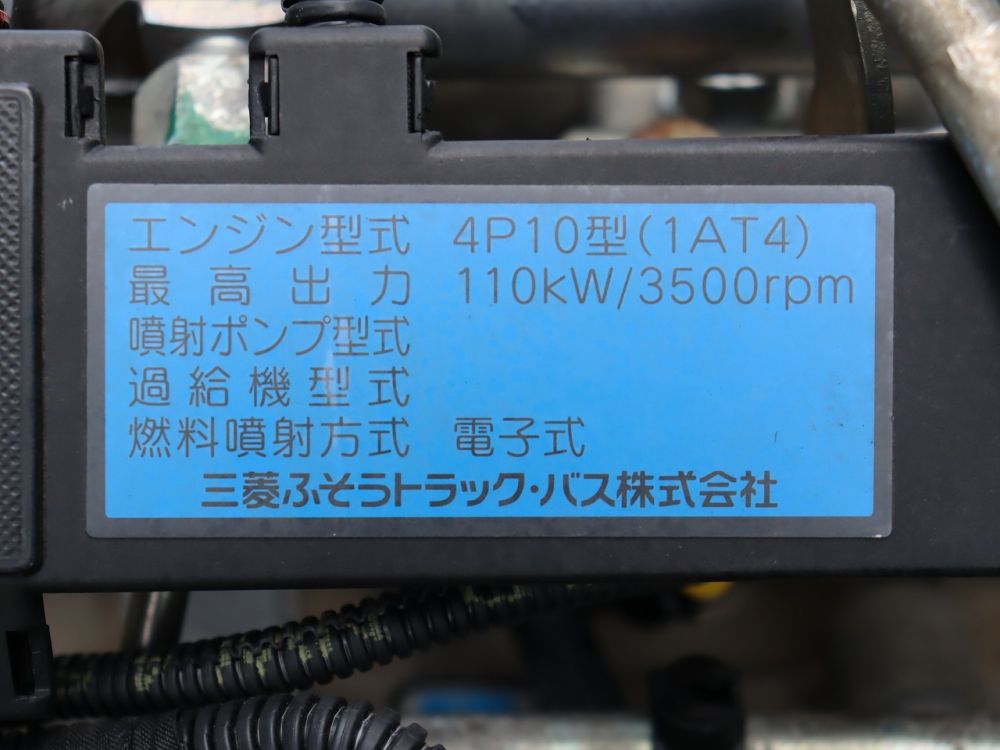 エンジン型式 4P10型(1AT4)
最高出力 110kW/3500rpm
噴射ポンプ型式
過給機型式
燃料噴射方式 電子式
三菱ふそうトラック・バス株式会社